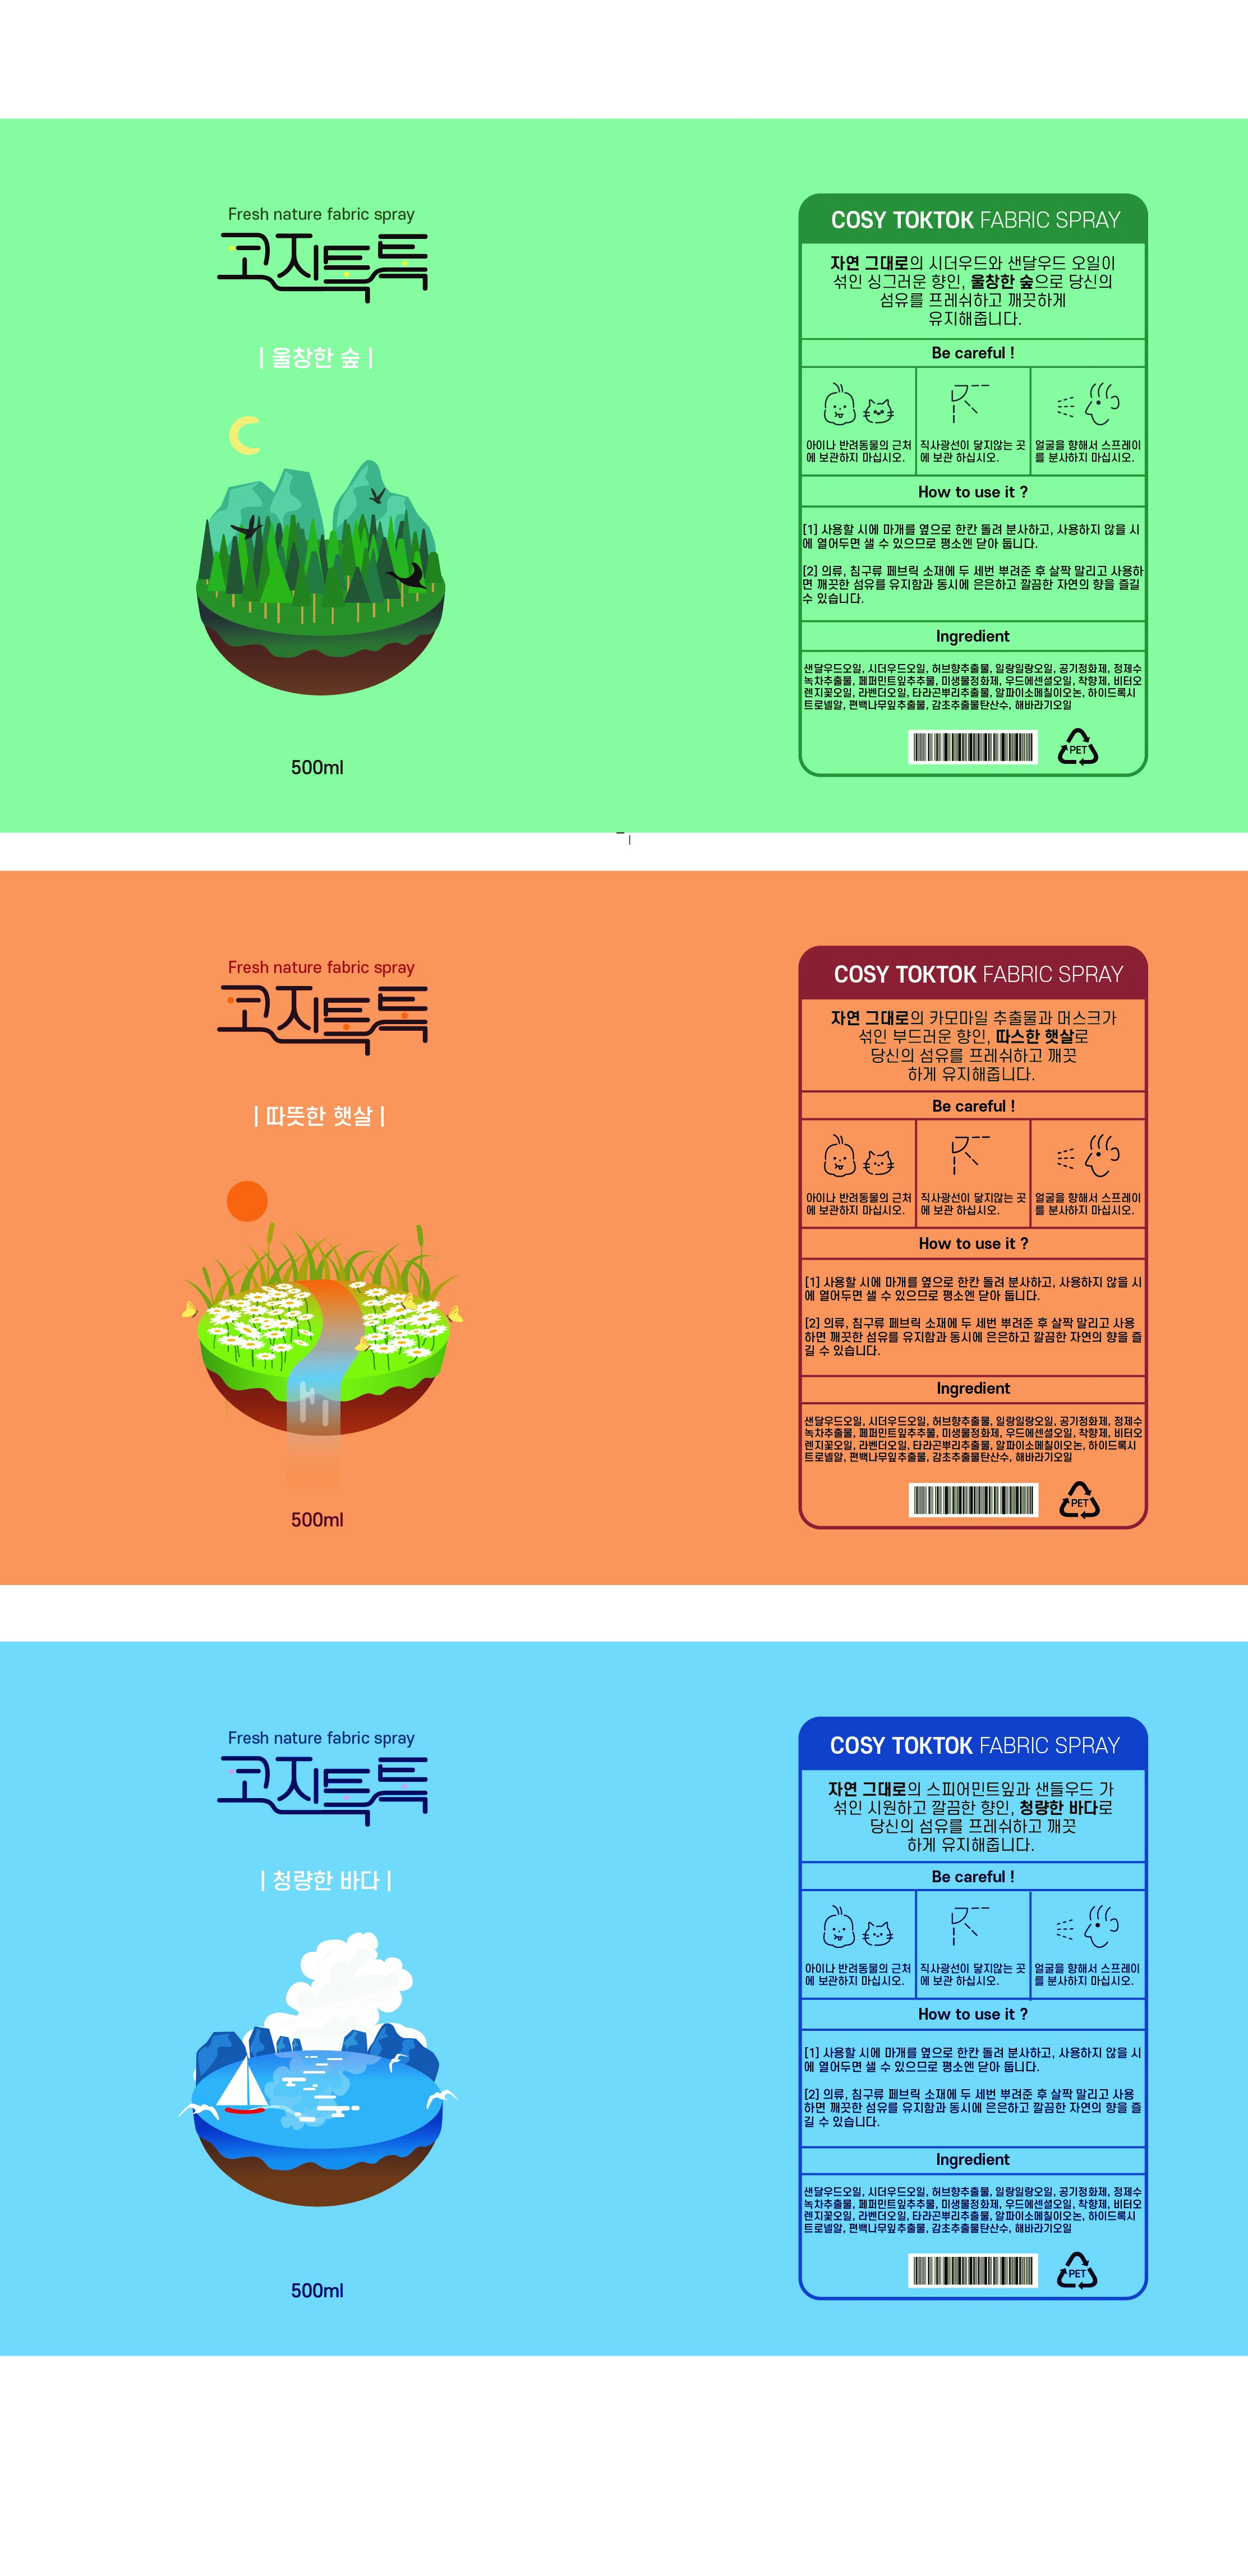 Fresh nature fabric spray
코지톡톡
| 울창한 숲 |
500ml
COSY TOKTOK FABRIC SPRAY
자연 그대로의 시더우드와 샌달우드 오일이
섞인 싱그러운 향인, 울창한 숲으로 당신의
섬유를 프레쉬하고 깨끗하게
유지해줍니다.
Be careful !
아이나 반려동물의 근처
에 보관하지 마십시오.
직사광선이 닿지않는 곳
에 보관 하십시오.
얼굴을 향해서 스프레이
를 분사하지 마십시오.
How to use it ?
[1] 사용할 시에 마개를 옆으로 한칸 돌려 분사하고, 사용하지 않을 시
에 열어두면 샐 수 있으므로 평소엔 닫아 둡니다.
[2] 의류, 침구류 페브릭 소재에 두 세번 뿌려준 후 살짝 말리고 사용하
면 깨끗한 섬유를 유지함과 동시에 은은하고 깔끔한 자연의 향을 즐길
수 있습니다.
Ingredient
샌달우드오일, 시더우드오일, 허브향추출물, 일랑일랑오일, 공기정화제, 정제수
녹차추출물, 페퍼민트잎추추물, 미생물정화제, 우드에센셜오일, 착향제, 비터오
렌지꽃오일, 라벤더오일, 타라곤뿌리추출물, 알파이소메칠이오논, 하이드록시
트로넬알, 편백나무잎추출물, 감초추출물탄산수, 해바라기오일
PET
Fresh nature fabric spray
코지톡톡
| 따뜻한 햇살 |
500ml
COSY TOKTOK FABRIC SPRAY
자연 그대로의 카모마일 추출물과 머스크가
섞인 부드러운 향인, 따스한 햇살로
당신의 섬유를 프레쉬하고 깨끗
하게 유지해줍니다.
Be careful !
아이나 반려동물의 근처
에 보관하지 마십시오.
직사광선이 닿지않는 곳
에 보관 하십시오.
얼굴을 향해서 스프레이
를 분사하지 마십시오.
How to use it ?
[1] 사용할 시에 마개를 옆으로 한칸 돌려 분사하고, 사용하지 않을 시
에 열어두면 샐 수 있으므로 평소엔 닫아 둡니다.
[2] 의류, 침구류 페브릭 소재에 두 세번 뿌려준 후 살짝 말리고 사용
하면 깨끗한 섬유를 유지함과 동시에 은은하고 깔끔한 자연의 향을 즐
길 수 있습니다.
Ingredient
샌달우드오일, 시더우드오일, 허브향추출물, 일랑일랑오일, 공기정화제, 정제수
녹차추출물, 페퍼민트잎추추물, 미생물정화제, 우드에센셜오일, 착향제, 비터오
렌지꽃오일, 라벤더오일, 타라곤뿌리추출물, 알파이소메칠이오논, 하이드록시
트로넬알, 편백나무잎추출물, 감초추출물탄산수, 해바라기오일
PET
Fresh nature fabric spray
코지톡톡
| 청량한 바다 |
500ml
COSY TOKTOK FABRIC SPRAY
자연 그대로의 스피어민트잎과 샌들우드 가
섞인 시원하고 깔끔한 향인, 청량한 바다로
당신의 섬유를 프레쉬하고 깨끗
하게 유지해줍니다.
Be careful !
아이나 반려동물의 근처
에 보관하지 마십시오.
직사광선이 닿지않는 곳
에 보관 하십시오.
얼굴을 향해서 스프레이
를 분사하지 마십시오.
How to use it ?
[1] 사용할 시에 마개를 옆으로 한칸 돌려 분사하고, 사용하지 않을 시
에 열어두면 샐 수 있으므로 평소엔 닫아 둡니다.
[2] 의류, 침구류 페브릭 소재에 두 세번 뿌려준 후 살짝 말리고 사용
하면 깨끗한 섬유를 유지함과 동시에 은은하고 깔끔한 자연의 향을 즐
길 수 있습니다.
Ingredient
샌달우드오일, 시더우드오일, 허브향추출물, 일랑일랑오일, 공기정화제, 정제수
녹차추출물, 페퍼민트잎추추물, 미생물정화제, 우드에센셜오일, 착향제, 비터오
렌지꽃오일, 라벤더오일, 타라곤뿌리추출물, 알파이소메칠이오논, 하이드록시
트로넬알, 편백나무잎추출물, 감초추출물탄산수, 해바라기오일
PET